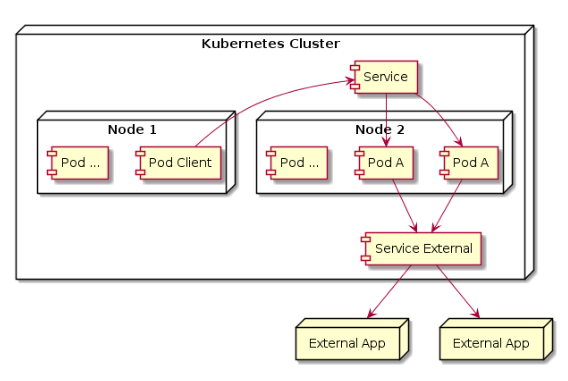 Kubernetes Cluster
Service
Node 1
Node 2
Pod ...
Pod Client
Pod ...
Pod A
Pod A
Service External
External App
External App